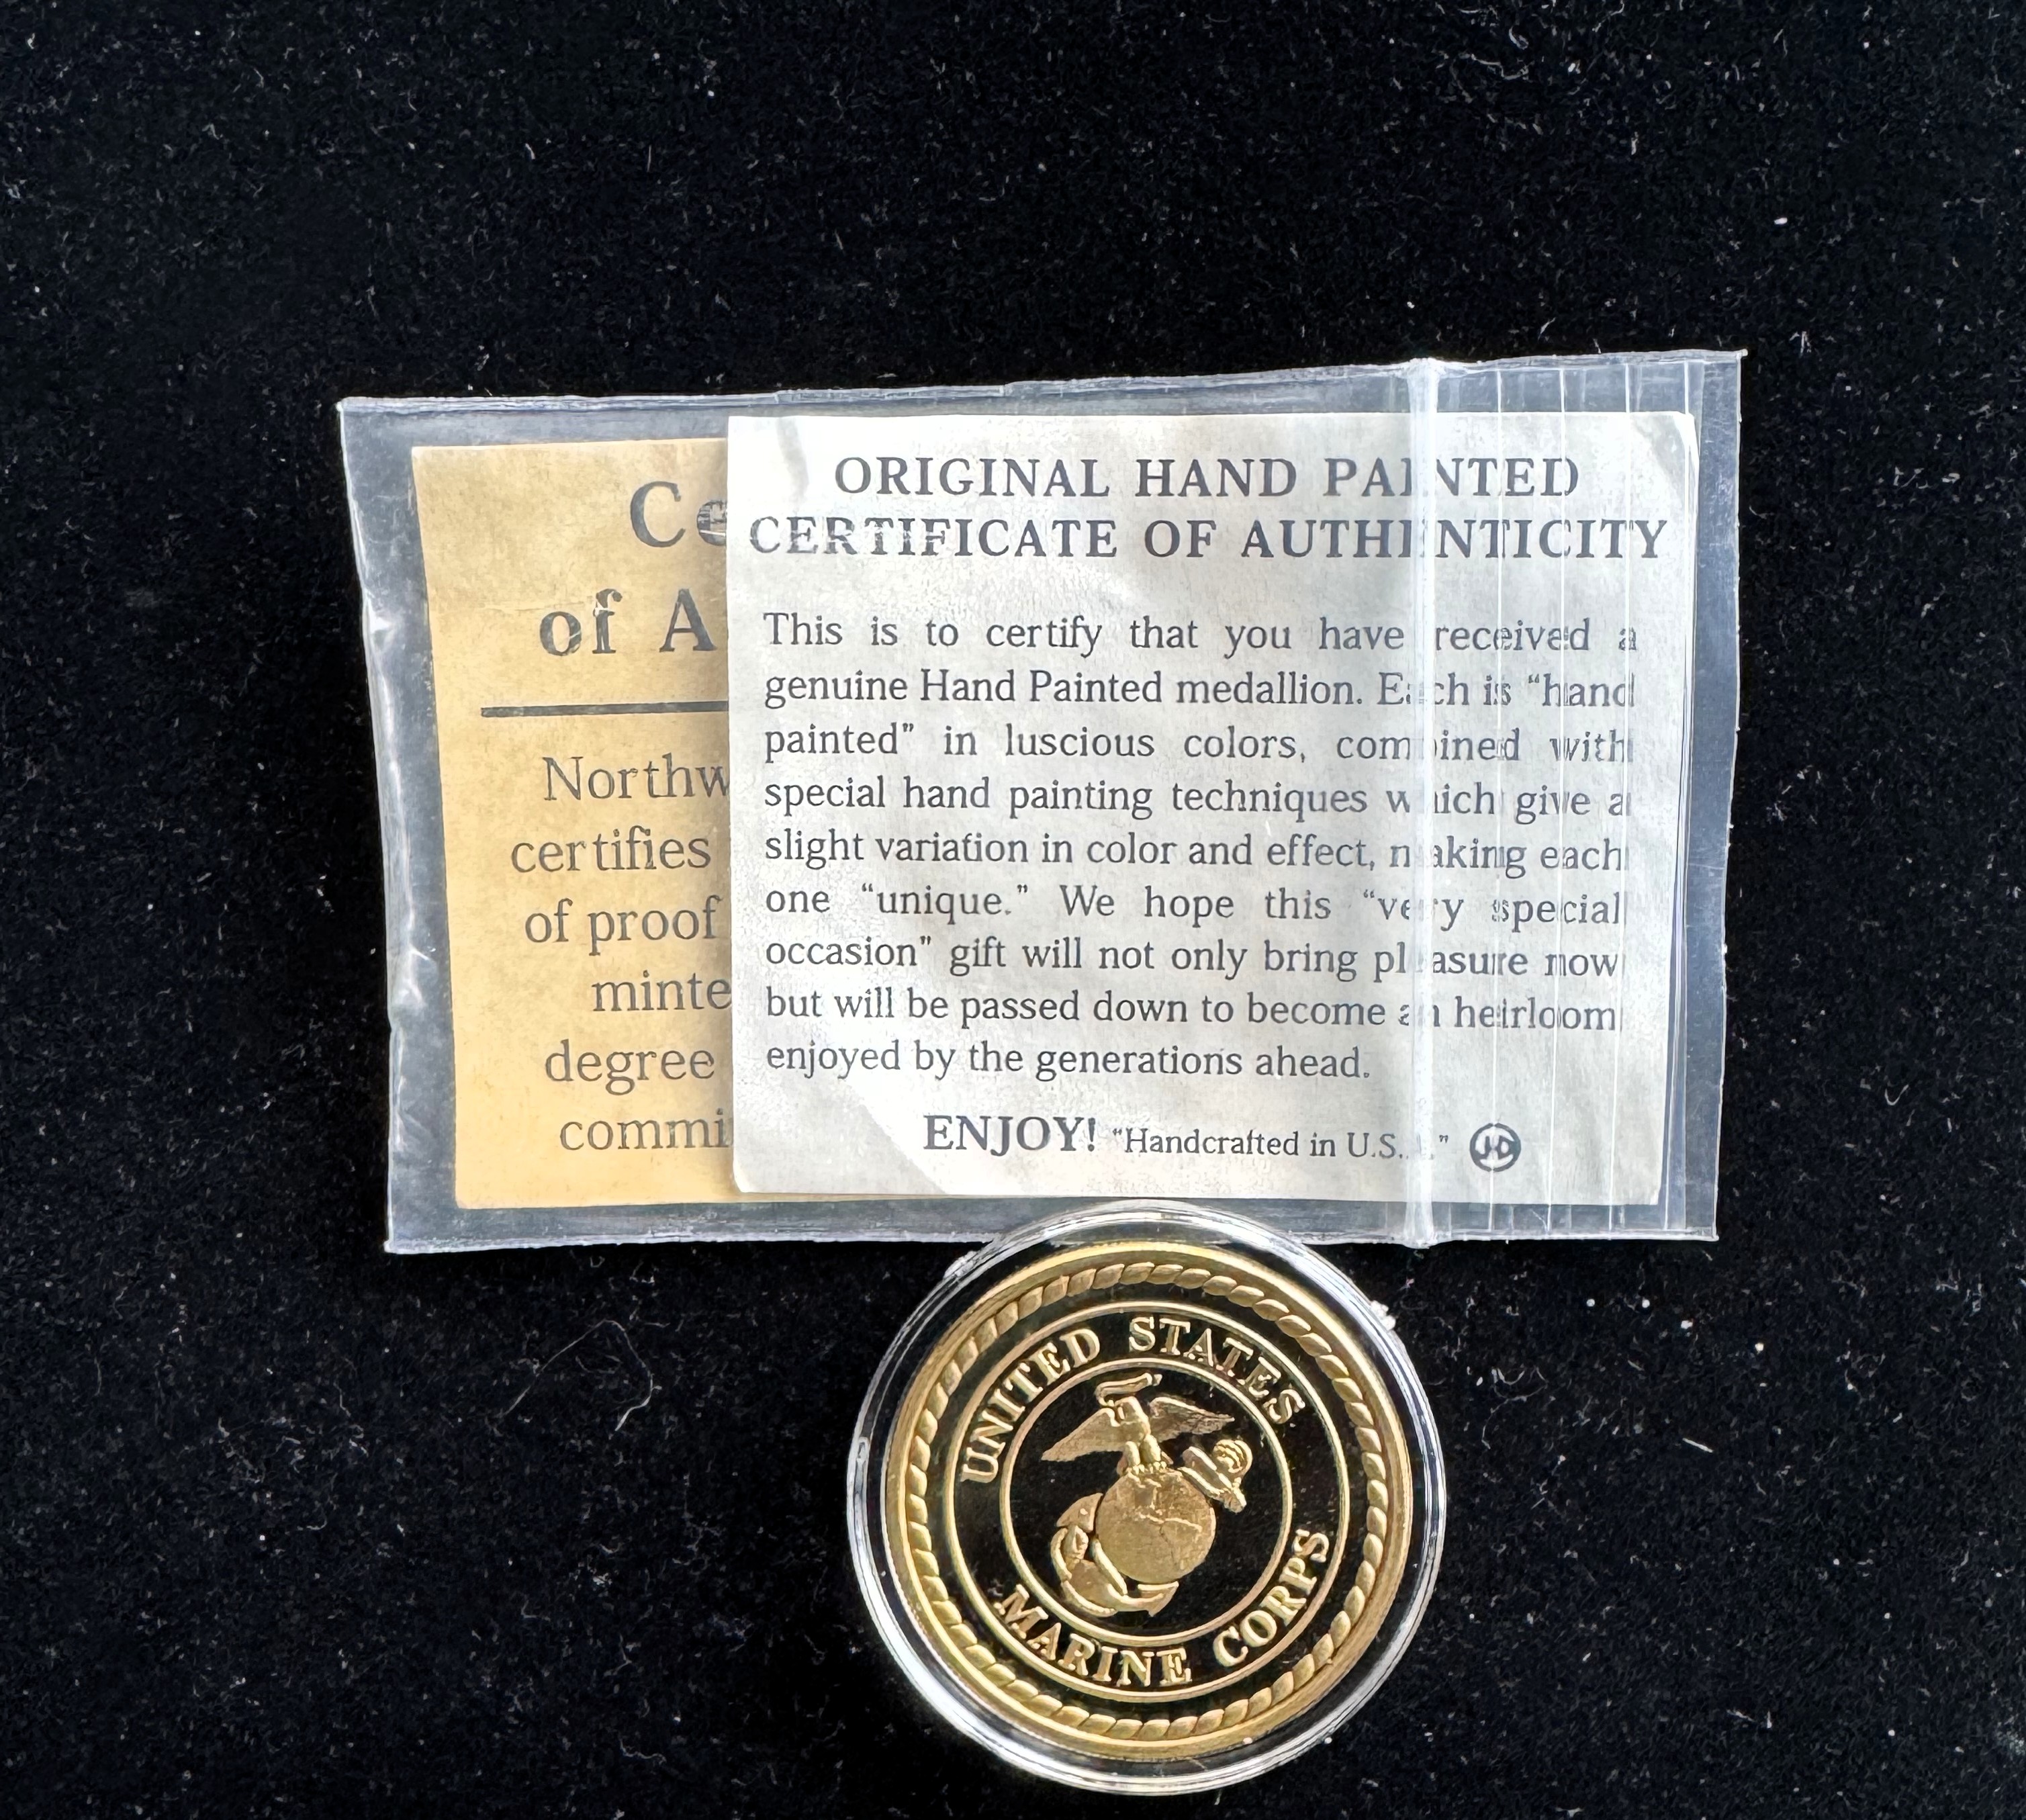 of A
Northw
certifies
of proof
minte
degree
commi
ORIGINAL HAND PAINTED
CERTIFICATE OF AUTHENTICITY
This is to certify that you have received a
genuine Hand Painted medallion. Each is “hand
painted" in luscious colors, combined with
special hand painting techniques which give a
slight variation in color and effect, making each
one “unique." We hope this “very special
occasion" gift will not only bring pleasure now
but will be passed down to become an heirloom
enjoyed by the generations ahead.
ENJOY! "Handcrafted in U.S.A."
UNITED STATES
MARINE CORPS